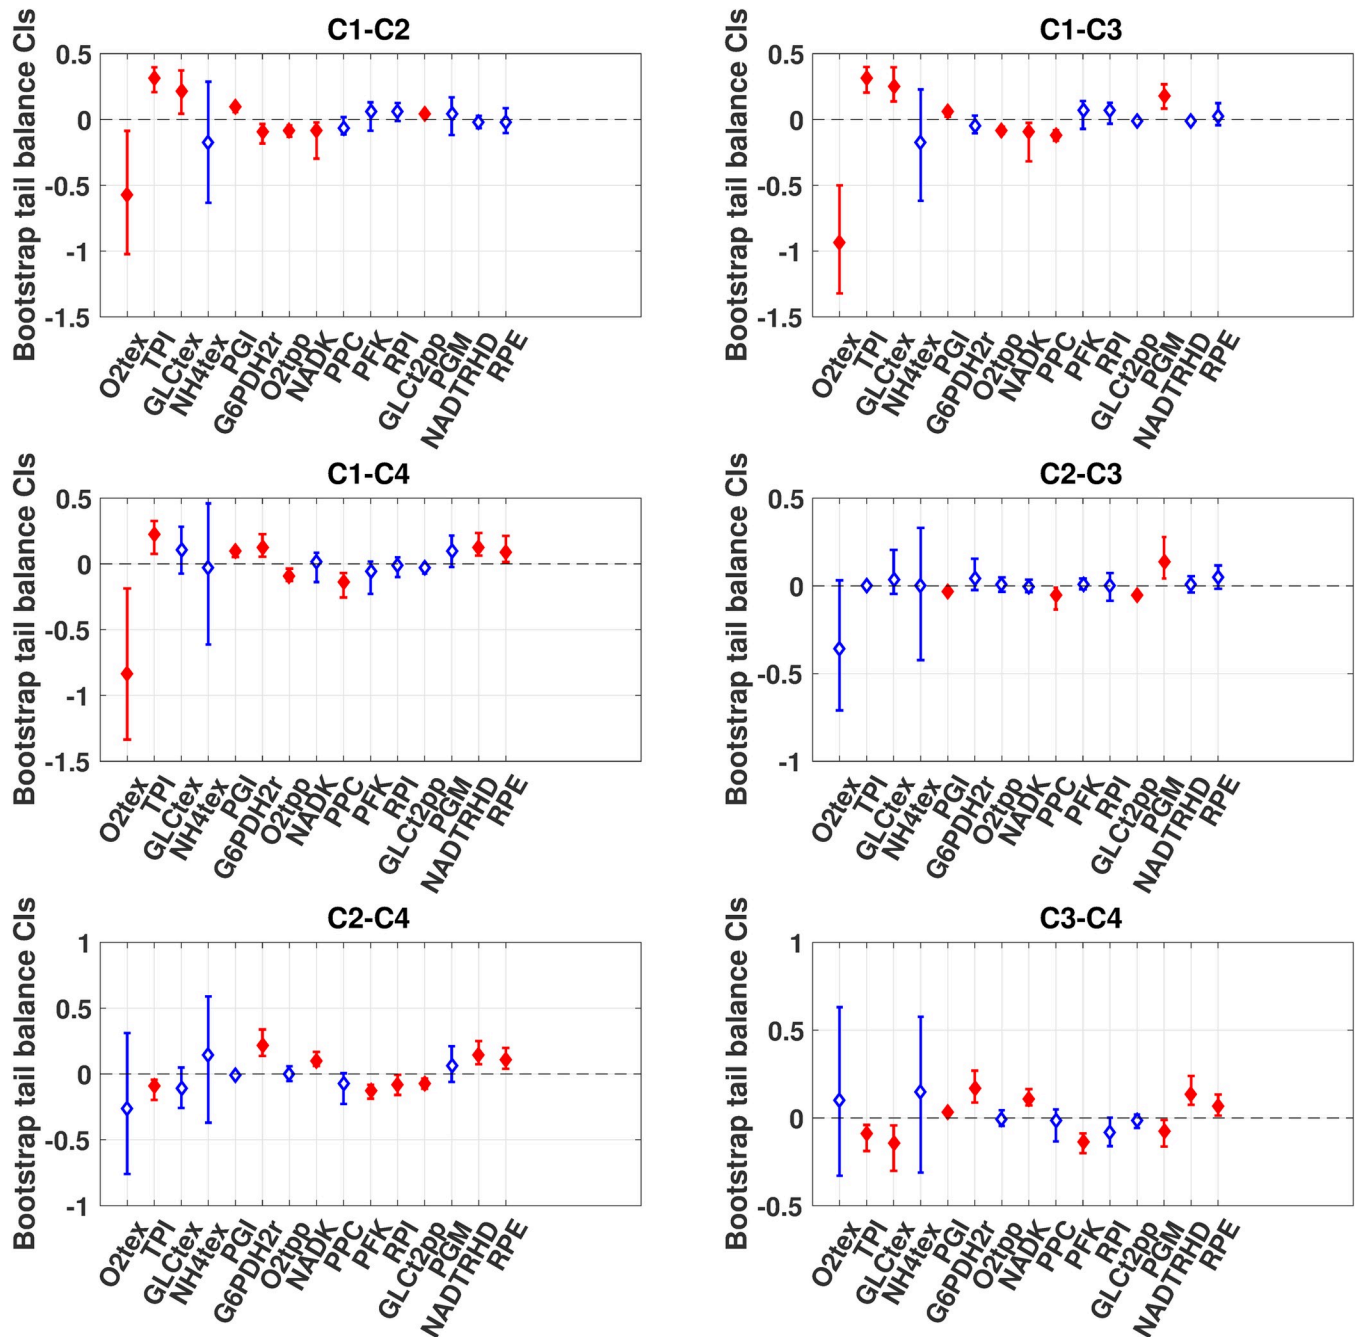 C1-C2
Bootstrap tail balance CIs
0.5
0
-0.5
-1
-1.5
O2tex
TPI
GLCtex
NH4tex
PGI
G6PDH2r
O2tpp
NADK
PPC
PFK
RPI
GLCt2pp
PGM
NADTRHD
RPE
C1-C3
Bootstrap tail balance CIs
0.5
0
-0.5
-1
-1.5
O2tex
TPI
GLCtex
NH4tex
PGI
G6PDH2r
O2tpp
NADK
PPC
PFK
RPI
GLCt2pp
PGM
NADTRHD
RPE
C1-C4
Bootstrap tail balance CIs
0.5
0
-0.5
-1
-1.5
O2tex
TPI
GLCtex
NH4tex
PGI
G6PDH2r
O2tpp
NADK
PPC
PFK
RPI
GLCt2pp
PGM
NADTRHD
RPE
C2-C3
Bootstrap tail balance CIs
0.5
0
-0.5
-1
O2tex
TPI
GLCtex
NH4tex
PGI
G6PDH2r
O2tpp
NADK
PPC
PFK
RPI
GLCt2pp
PGM
NADTRHD
RPE
C2-C4
Bootstrap tail balance CIs
1
0.5
0
-0.5
-1
O2tex
TPI
GLCtex
NH4tex
PGI
G6PDH2r
O2tpp
NADK
PPC
PFK
RPI
GLCt2pp
PGM
NADTRHD
RPE
C3-C4
Bootstrap tail balance CIs
1
0.5
0
-0.5
O2tex
TPI
GLCtex
NH4tex
PGI
G6PDH2r
O2tpp
NADK
PPC
PFK
RPI
GLCt2pp
PGM
NADTRHD
RPE